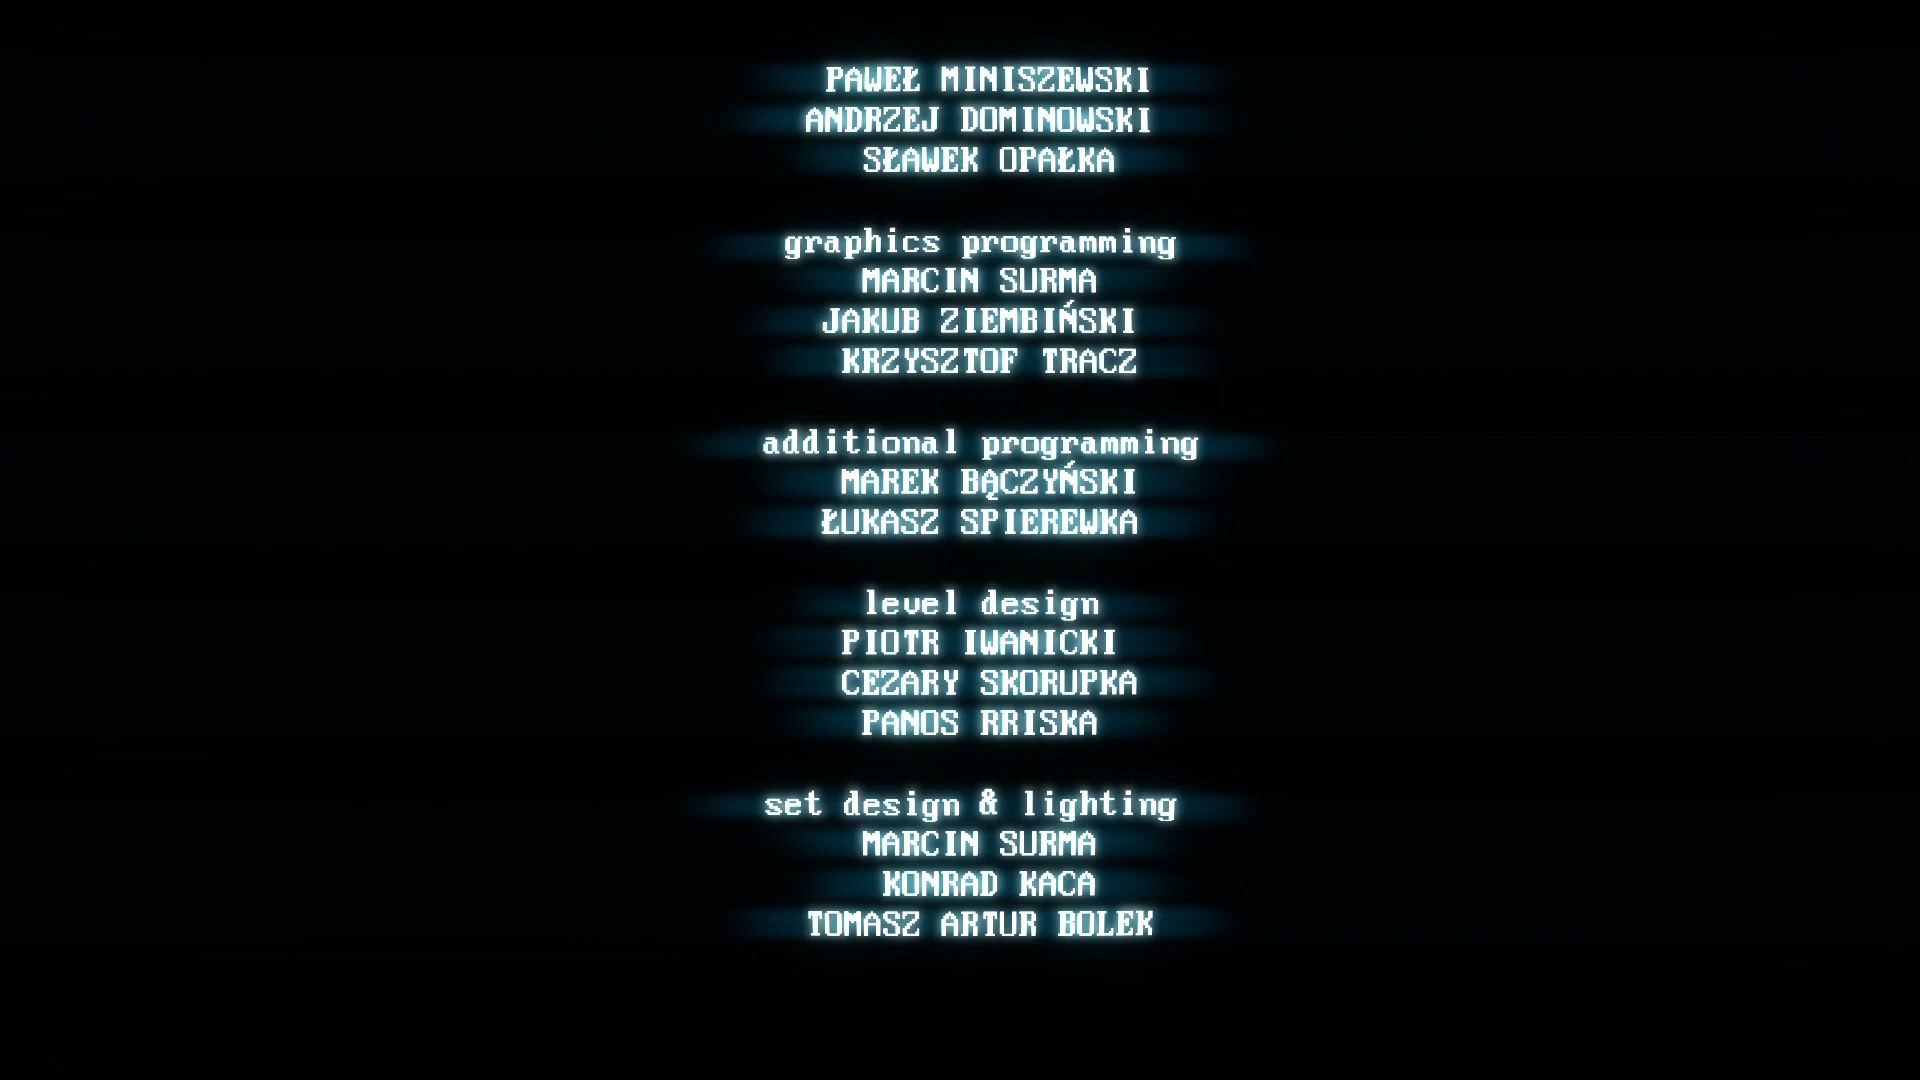 PAWEŁ MINISZEWSKI
ANDRZEJ DOMINOWSKI
SŁAWEK OPAŁKA
graphics programming
MARCIN SURMA
JAKUB ZIEMBIŃSKI
KRZYSZTOF TRACZ
additional programming
MAREK BĄCZYŃSKI
ŁUKASZ SPIEREWKA
level design
PIOTR IWANICKI
CEZARY SKORUPKA
PANOS RRISKA
set design & lighting
MARCIN SURMA
KONRAD KACA
TOMASZ ARTUR BOLEK